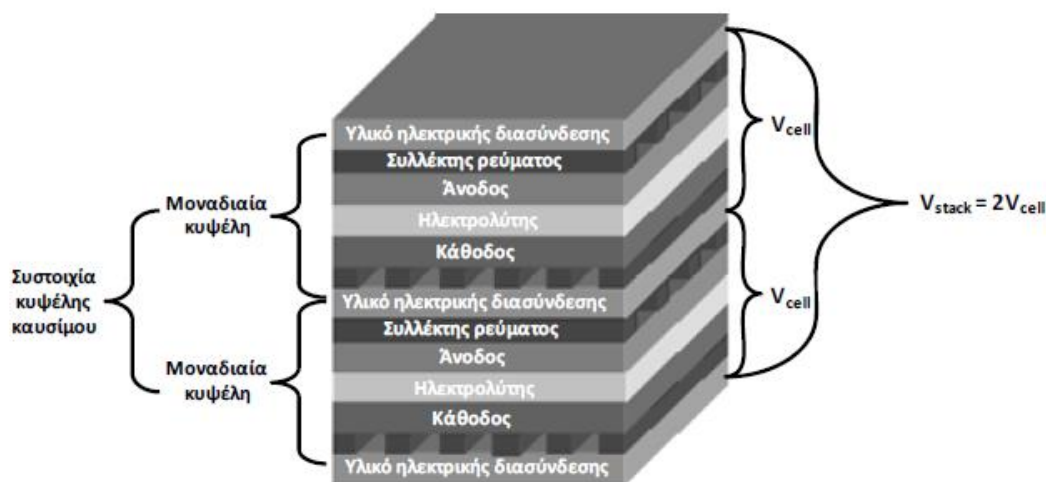 Συστοιχία
κυψέλης
καυσίμου
Μοναδιαία
κυψέλη
Μοναδιαία
κυψέλη
Υλικό ηλεκτρικής διασύνδεσης
Συλλέκτης ρεύματος
Άνοδος
Ηλεκτρολύτης
Κάθοδος
Υλικό ηλεκτρικής διασύνδεσης
Συλλέκτης ρεύματος
Άνοδος
Ηλεκτρολύτης
Κάθοδος
Υλικό ηλεκτρικής διασύνδεσης
Vcell
Vcell
Vstack = 2Vcell